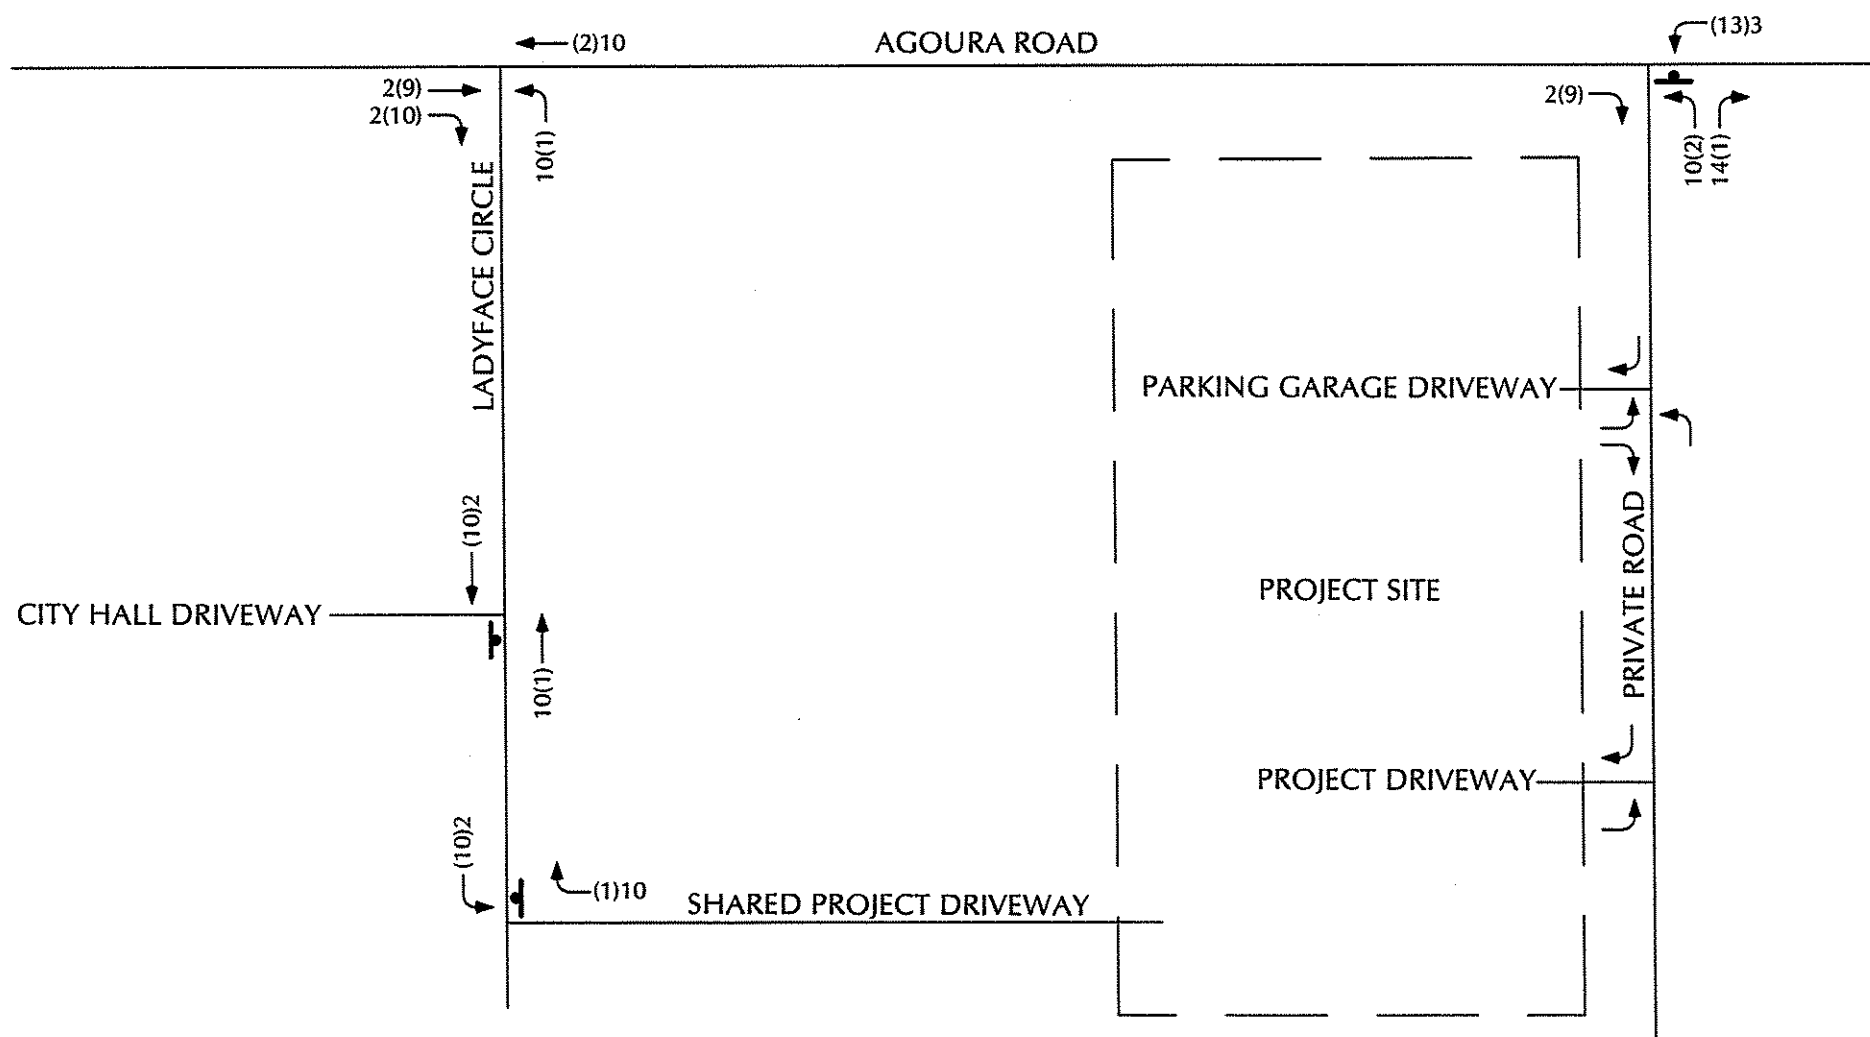 (13)3
(2)10
AGOURA ROAD
2(9)
2(10)
10(1)
2(9)
10(2)
14(1)
LADYFACE CIRCLE
PARKING GARAGE DRIVEWAY
(10)2
PRIVATE ROAD
PROJECT SITE
CITY HALL DRIVEWAY
10(1)
PROJECT DRIVEWAY
(10)2
(1)10
SHARED PROJECT DRIVEWAY